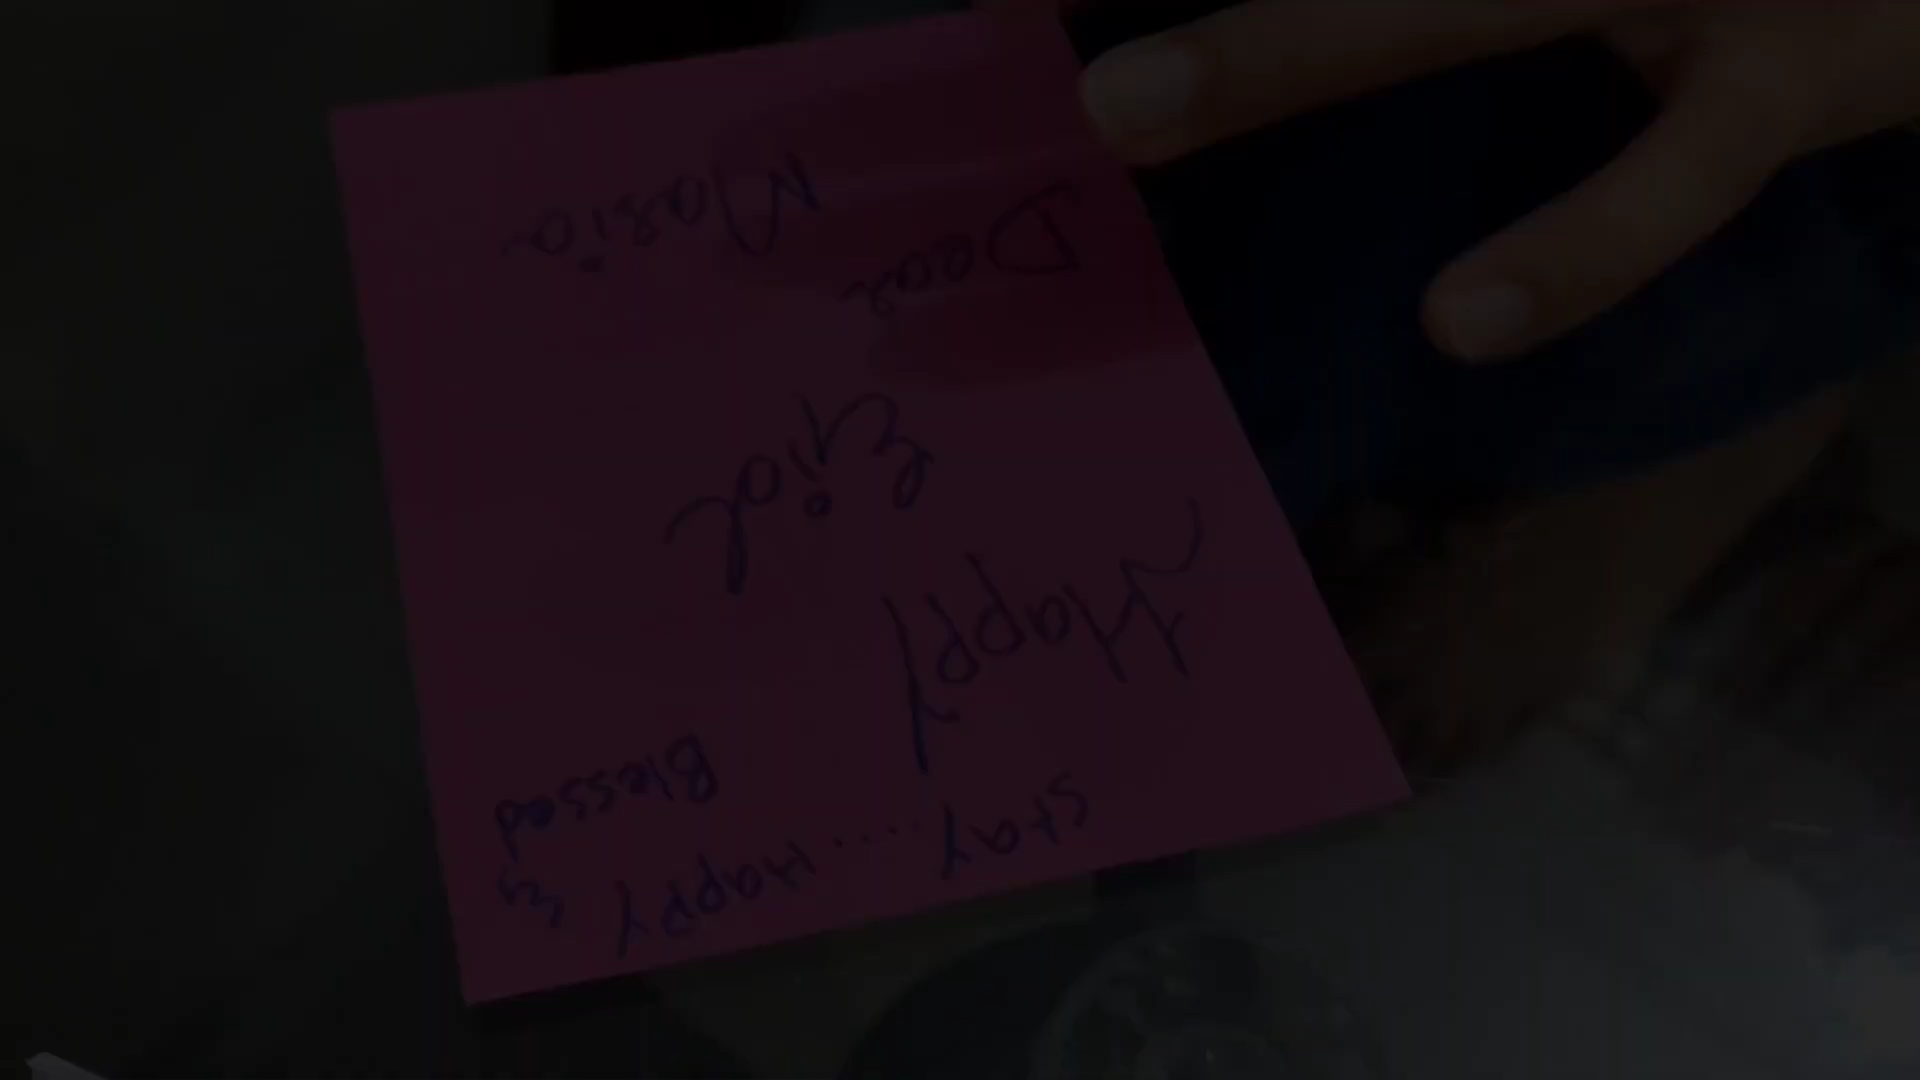 Stay ....Happy &
Blessed
Happy
Eid
Dear Maria